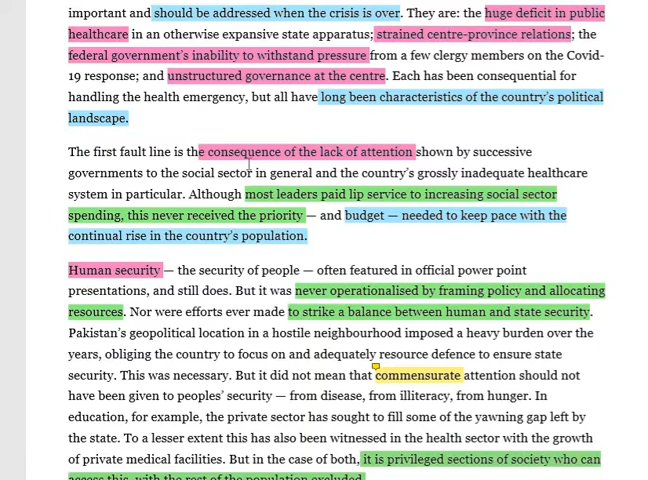 important and should be addressed when the crisis is over. They are: the huge deficit in public
healthcare in an otherwise expansive state apparatus; strained centre-province relations; the
federal government's inability to withstand pressure from a few clergy members on the Covid-
19 response; and unstructured governance at the centre. Each has been consequential for
handling the health emergency, but all have long been characteristics of the country's political
landscape.
The first fault line is the consequence of the lack of attention shown by successive
governments to the social sector in general and the country's grossly inadequate healthcare
system in particular. Although most leaders paid lip service to increasing social sector
spending, this never received the priority — and budget — needed to keep pace with the
continual rise in the country's population.
Human security — the security of people — often featured in official power point
presentations, and still does. But it was never operationalised by framing policy and allocating
resources. Nor were efforts ever made to strike a balance between human and state security.
Pakistan's geopolitical location in a hostile neighbourhood imposed a heavy burden over the
years, obliging the country to focus on and adequately resource defence to ensure state
security. This was necessary. But it did not mean that commensurate attention should not
have been given to peoples' security — from disease, from illiteracy, from hunger. In
education, for example, the private sector has sought to fill some of the yawning gap left by
the state. To a lesser extent this has also been witnessed in the health sector with the growth
of private medical facilities. But in the case of both, it is privileged sections of society who can
access this, with the rest of the population excluded.